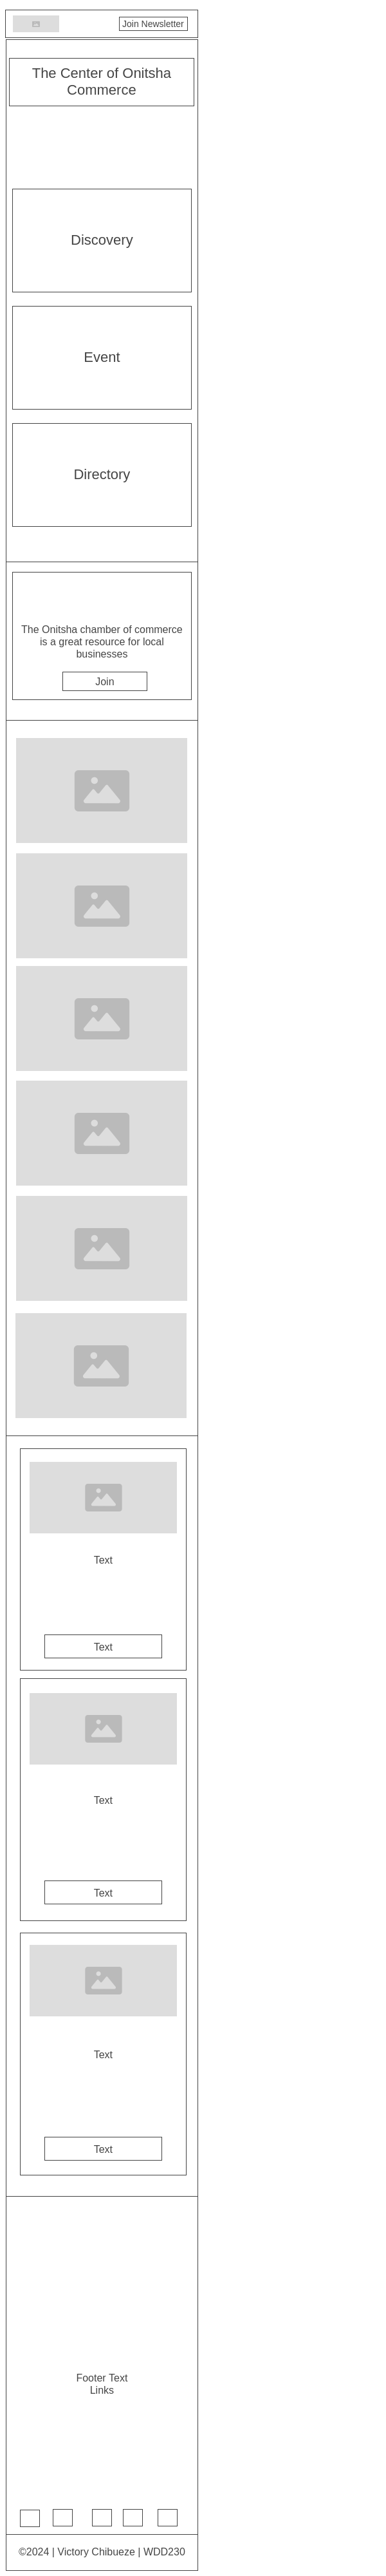 Join Newsletter
The Center of Onitsha
Commerce
Discovery
Event
Directory
The Onitsha chamber of commerce
is a great resource for local
businesses
Join
Text
Text
Text
Text
Text
Text
Footer Text
Links
©2024 | Victory Chibueze | WDD230